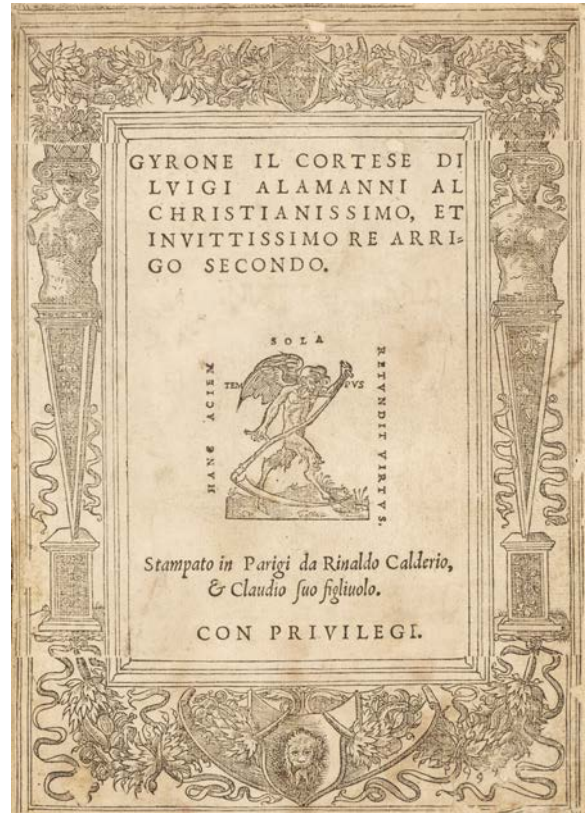 GYRONE IL CORTESE DI
LVIGI ALAMANNI AL
CHRISTIANISSIMO, ET
INVITTISSIMO RE ARRI-
GO SECONDO.
HANC ACIEM
SOLA
RETVNDIT VIRTVS.
TEM PVS
Stampato in Parigi da Rinaldo Calderio,
& Claudio suo figliuolo.
CON PRIVILEGI.